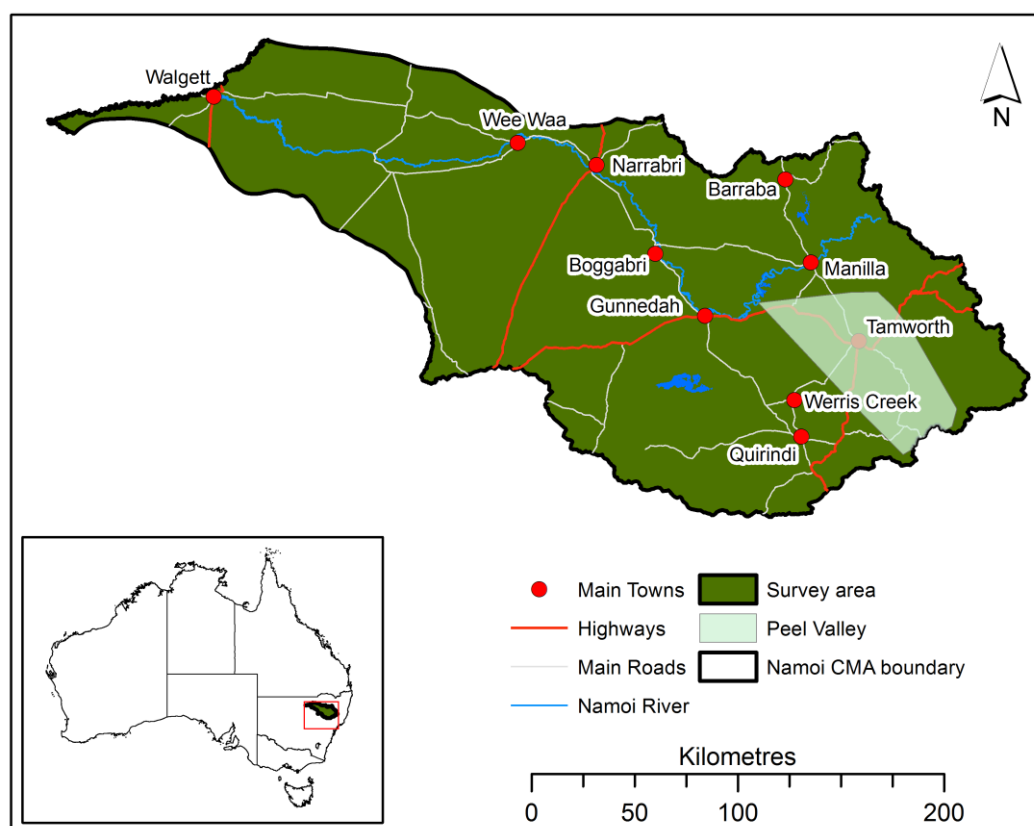 Walgett
Wee Waa
N
Narrabri
Barraba
Boggabri
Manilla
Gunnedah
Tamworth
Werris Creek
Quirindi
Main Towns
Survey area
Highways
Peel Valley
Main Roads
Namoi CMA boundary
Namoi River
Kilometres
0 50 100 200